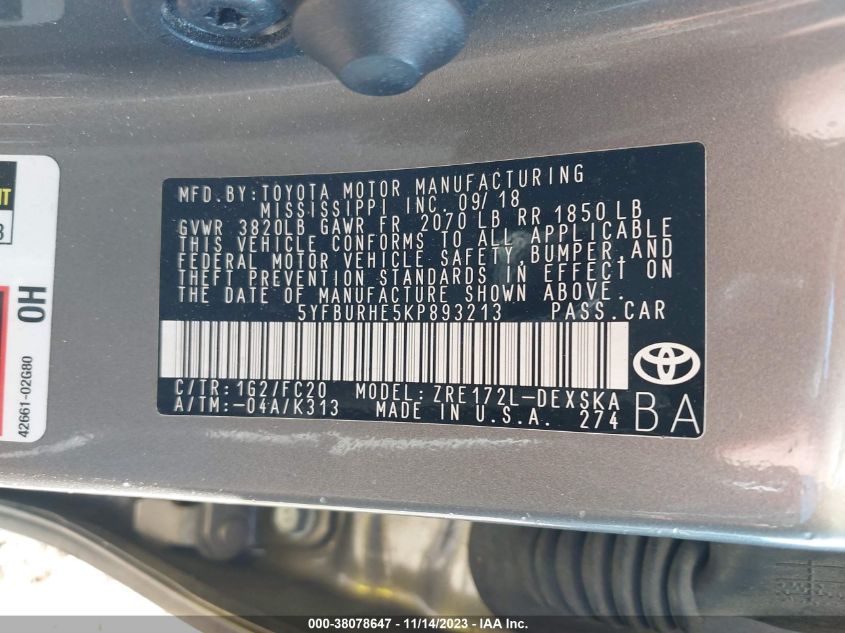 MFD. BY: TOYOTA MOTOR MANUFACTURING
MISSISSIPPI INC. 09/18
GVWR 3820LB GAWR FR 2070 LB RR 1850 LB
THIS VEHICLE CONFORMS TO ALL APPLICABLE
FEDERAL MOTOR VEHICLE SAFETY, BUMPER, AND
THEFT PREVENTION STANDARDS IN EFFECT ON
THE DATE OF MANUFACTURE SHOWN ABOVE.
5YFBURHE5KP893213 PASS. CAR
C/TR: 1G2/FC20 MODEL: ZRE172L-DEXSKA
A/TM: -04A/K313 MADE IN U.S.A. 274
BA
OH
42661-02G80
000-38078647 - 11/14/2023 - IAA Inc.